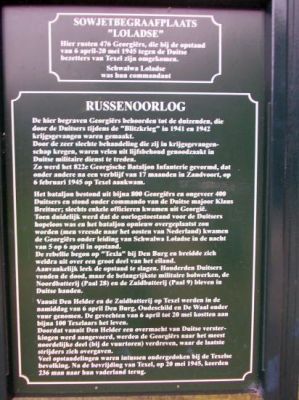 SOWJETBEGRAAFPLAATS
"LOLADSE"
Hier rusten 476 Georgiërs, die bij de opstand
van 6 april-20 mei 1945 tegen de Duitse
bezetters van Texel zijn omgekomen.
Schwalwa Loladse
was hun commandant
RUSSENOORLOG
De hier begraven Georgiërs behoorden tot de duizenden, die
door de Duitsers tijdens de "Blitzkrieg" in 1941 en 1942
krijgsgevangen waren gemaakt.
Door de zeer slechte behandeling die zij in krijgsgevangen-
schap kregen, waren velen uit lijfsbehoud genoodzaakt in
Duitse militaire dienst te treden.
Zo werd het 822e Georgische Bataljon Infanterie gevormd, dat
onder andere na een verblijf van 17 maanden in Zandvoort, op
6 februari 1945 op Texel aankwam.
Het bataljon bestond uit bijna 800 Georgiërs en ongeveer 400
Duitsers en stond onder commando van de Duitse majoor Klaus
Breitner; slechts enkele officieren kwamen uit Georgië.
Toen duidelijk werd dat de oorlogstoestand voor de Duitsers
hopeloos was en het bataljon opnieuw overgeplaatst zou
worden (men vreesde naar het oosten van Nederland) kwamen
de Georgiërs onder leiding van Schwalwa Loladse in de nacht
van 5 op 6 april in opstand.
De rebellie begon op "Texla" bij Den Burg en breidde zich
weldra uit over een groot deel van het eiland.
Aanvankelijk leek de opstand te slagen. Honderden Duitsers
vonden de dood, maar de belangrijkste militaire bolwerken, de
Noordbatterij (Paal 28) en de Zuidbatterij (Paal 9) bleven in
Duitse handen.
Vanuit Den Helder en de Zuidbatterij op Texel werden in de
namiddag van 6 april Den Burg, Oudeschild en De Waal onder
vuur genomen. De gevechten van 6 april tot 20 mei kostten aan
bijna 100 Texelaars het leven.
Doordat vanuit Den Helder een overmacht van Duitse verster-
kingen werd aangevoerd, werden de Georgiërs naar het meest
noordelijke deel (bij de vuurtoren) verdreven, waar de laatste
strijders zich overgaven.
Veel opstandelingen waren intussen ondergedoken bij de Texelse
bevolking. Na de bevrijding van Texel, op 20 mei 1945, keerden
236 man naar hun vaderland terug.